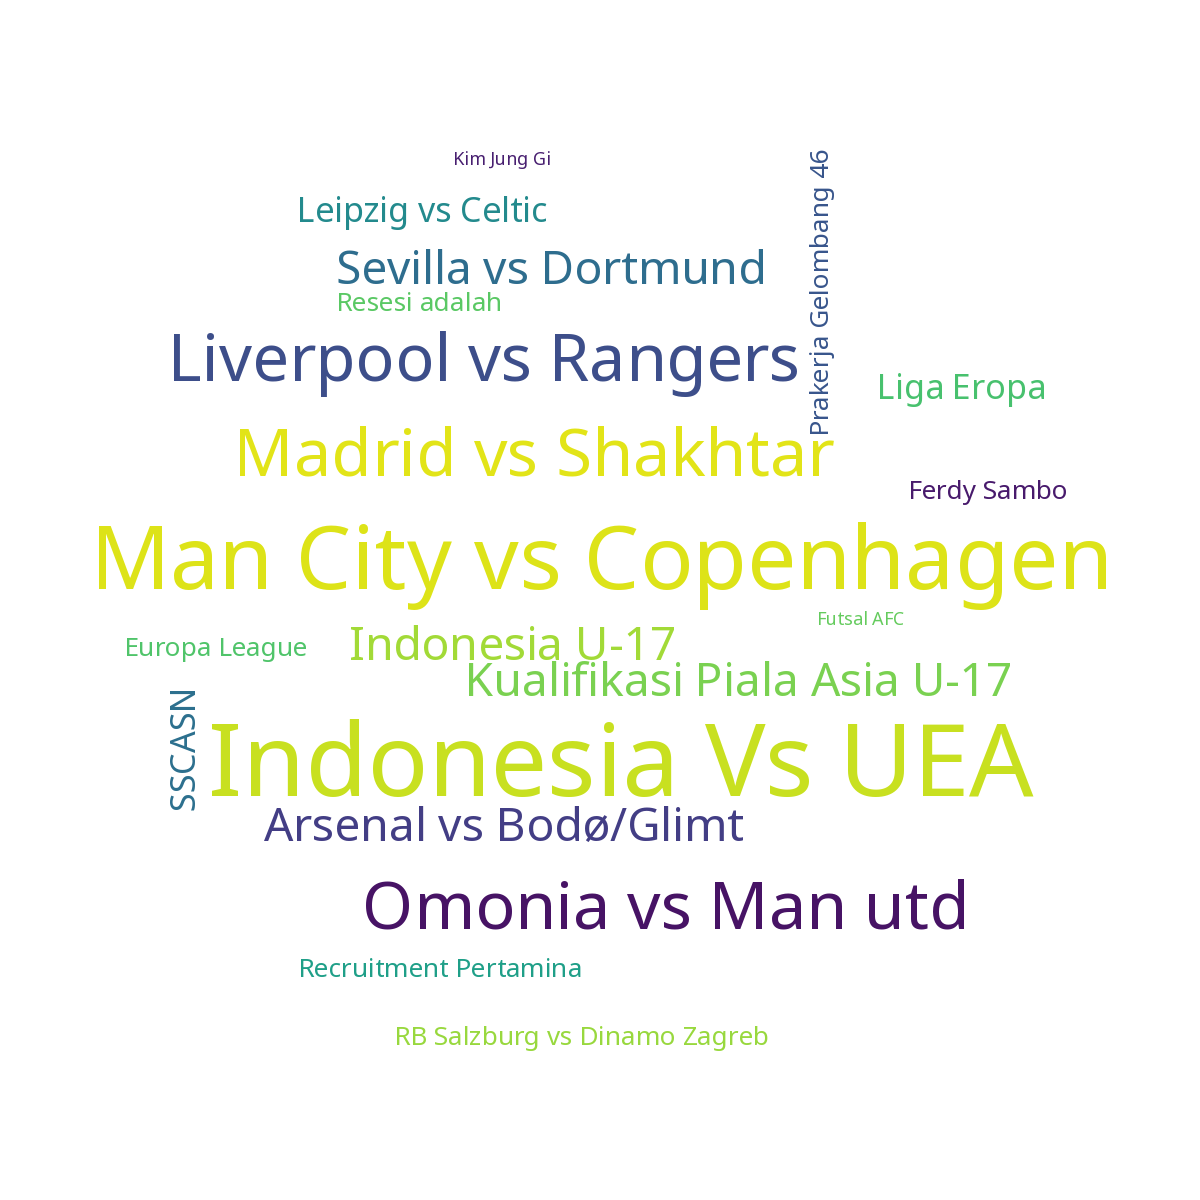 Kim Jung Gi
Prakerja Gelombang 46
Leipzig vs Celtic
Sevilla vs Dortmund
Resesi adalah
Liverpool vs Rangers
Liga Eropa
Madrid vs Shakhtar
Ferdy Sambo
Man City vs Copenhagen
Futsal AFC
Indonesia U-17
Europa League
Kualifikasi Piala Asia U-17
SSCASN
Indonesia Vs UEA
Arsenal vs Bodø/Glimt
Omonia vs Man utd
Recruitment Pertamina
RB Salzburg vs Dinamo Zagreb